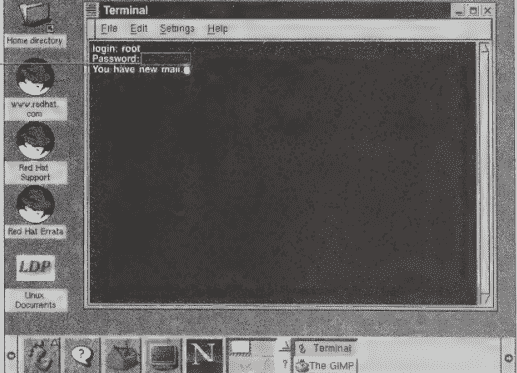 Terminal
File Edit Settings Help
Home directory
login: root
Password:
You have new mail.
www.redhat.
com
Red Hat
Support
Red Hat Errata
LDP
Linux
Documents
?
N
?
Terminal
The GIMP